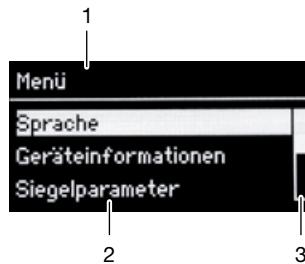 1
Menü
Sprache
Geräteinformationen
Siegelparameter
2
3